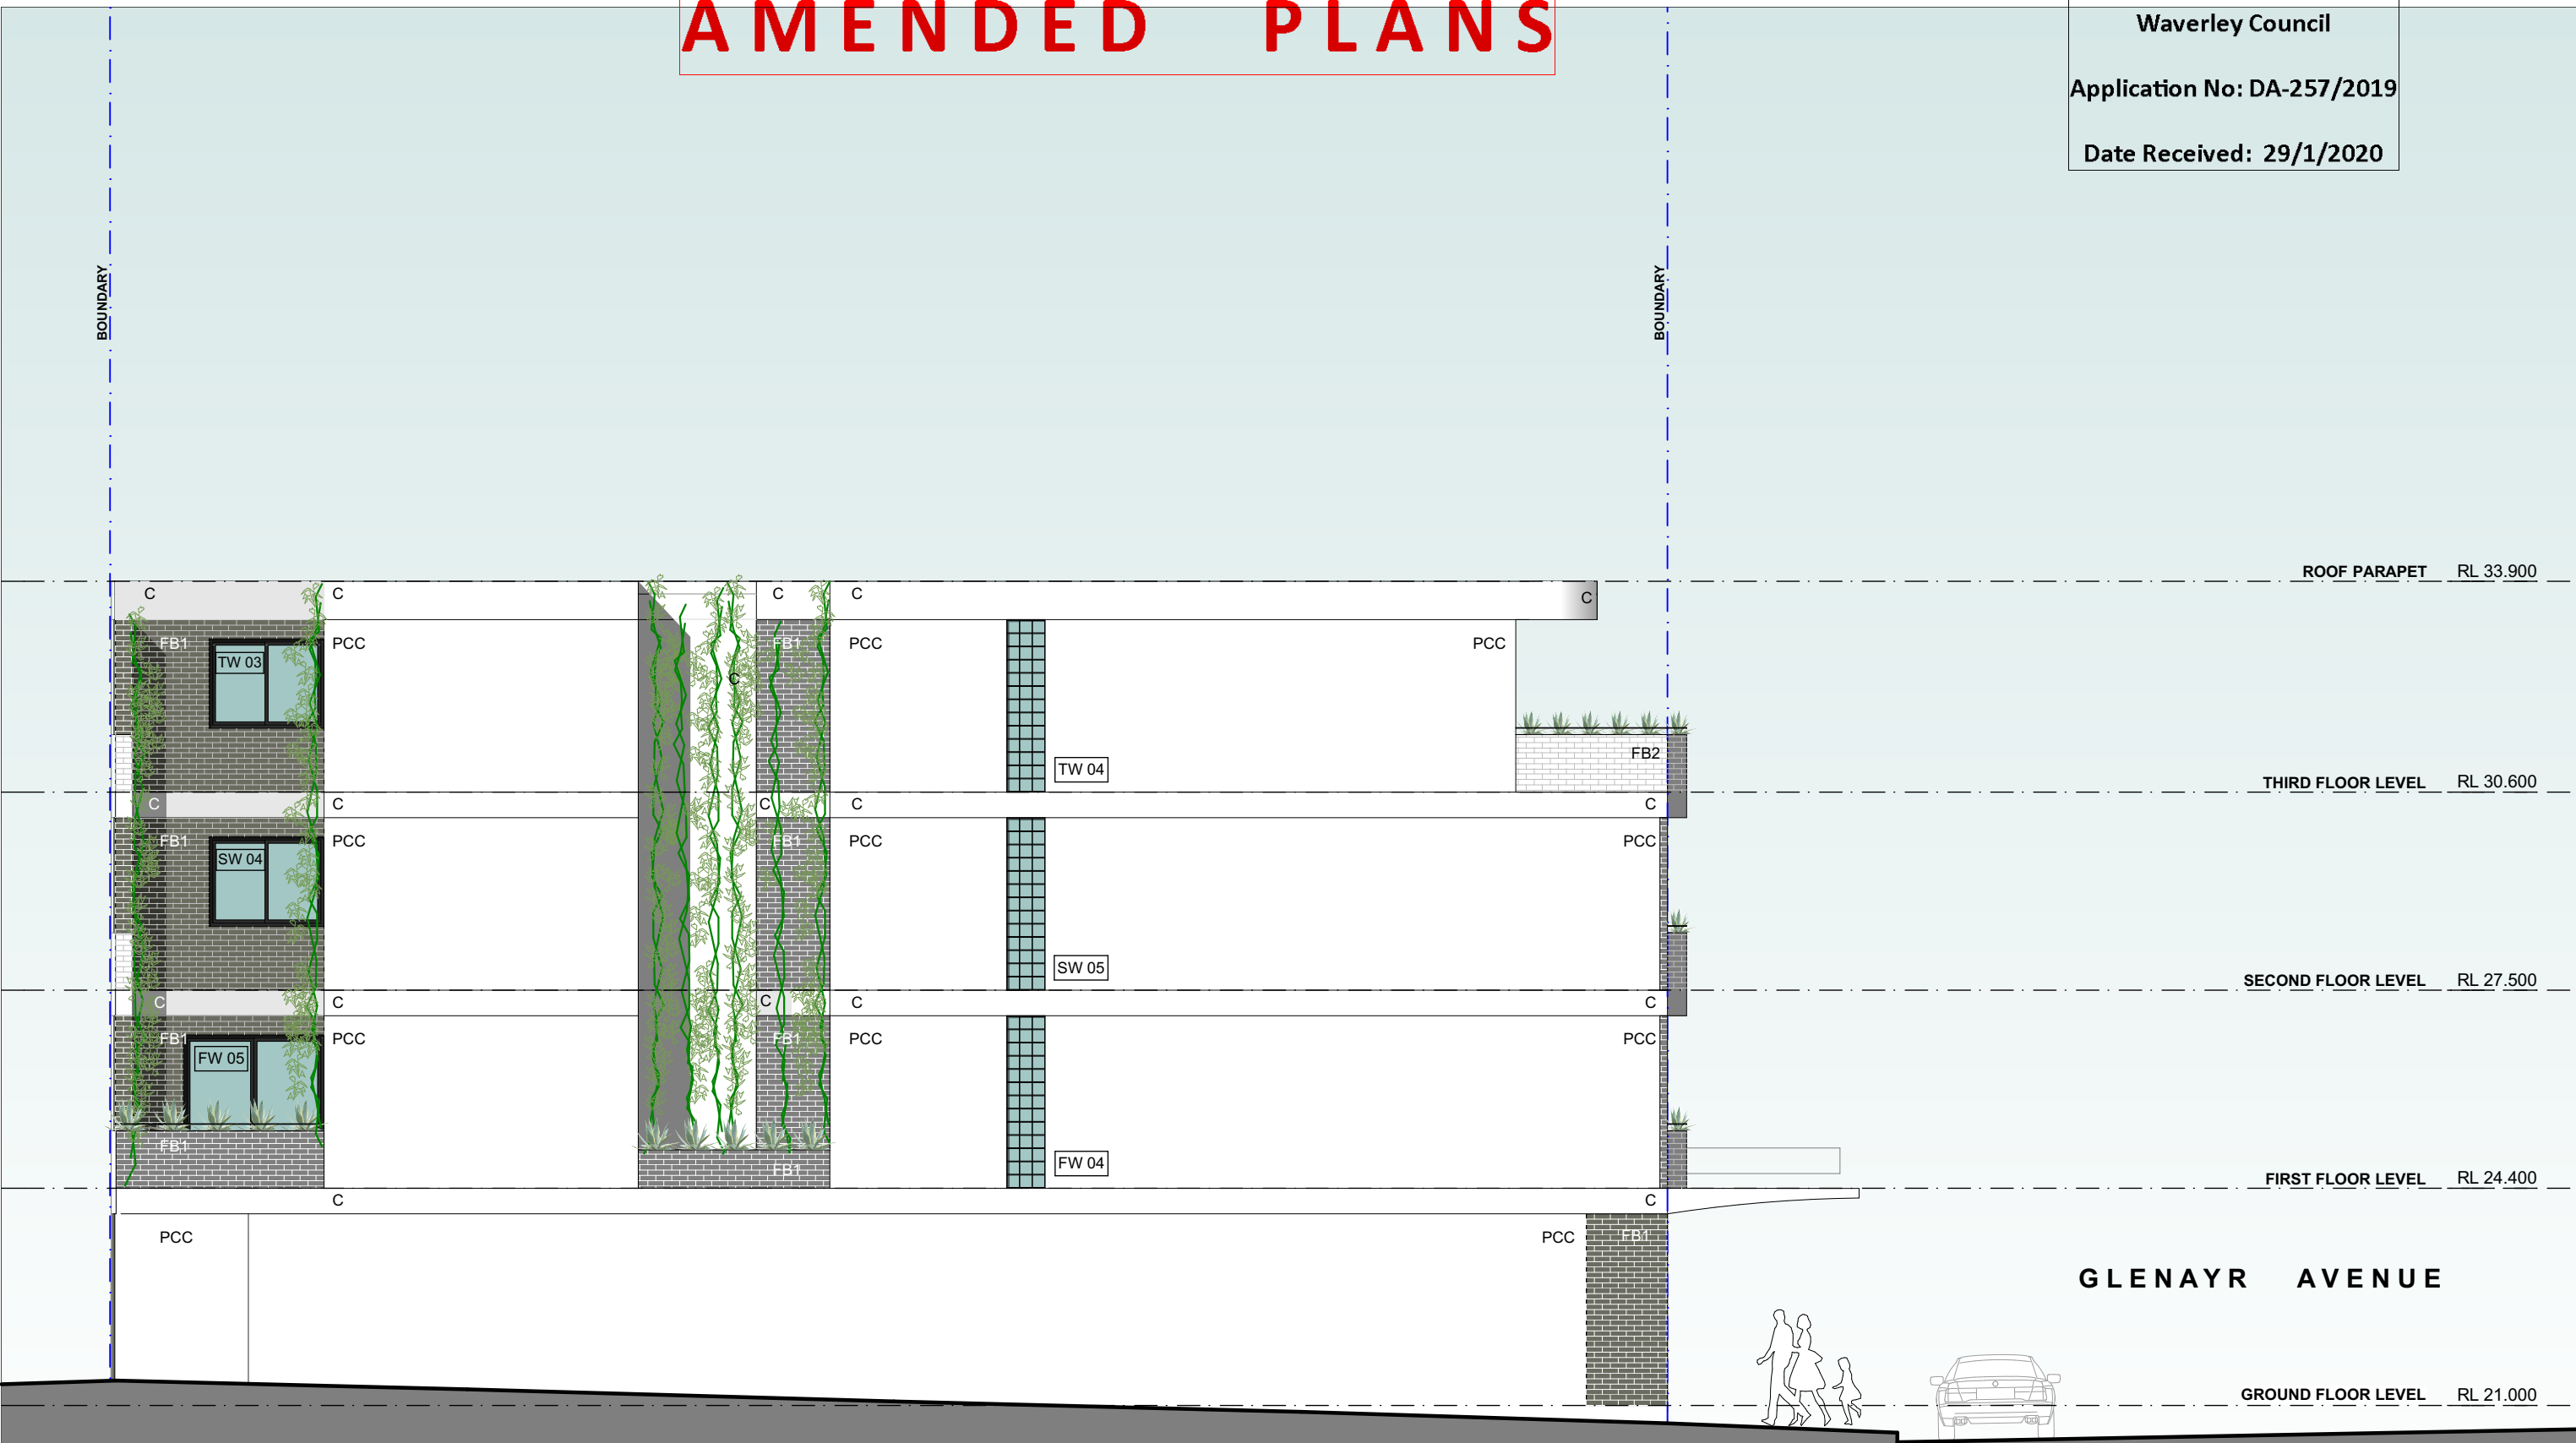 AMENDED PLANS
Waverley Council
Application No: DA-257/2019
Date Received: 29/1/2020
BOUNDARY
BOUNDARY
ROOF PARAPET RL 33.900
C
C
C
C
C
FB1
TW 03
PCC
C
FB1
PCC
TW 04
PCC
FB2
THIRD FLOOR LEVEL RL 30.600
C
C
C
C
C
FB1
SW 04
PCC
FB1
PCC
SW 05
PCC
SECOND FLOOR LEVEL RL 27.500
C
C
C
C
C
FB1
FW 05
PCC
FB1
PCC
FW 04
PCC
FB1
FB1
FIRST FLOOR LEVEL RL 24.400
C
C
PCC
PCC
FB1
GLENAYR AVENUE
GROUND FLOOR LEVEL RL 21.000